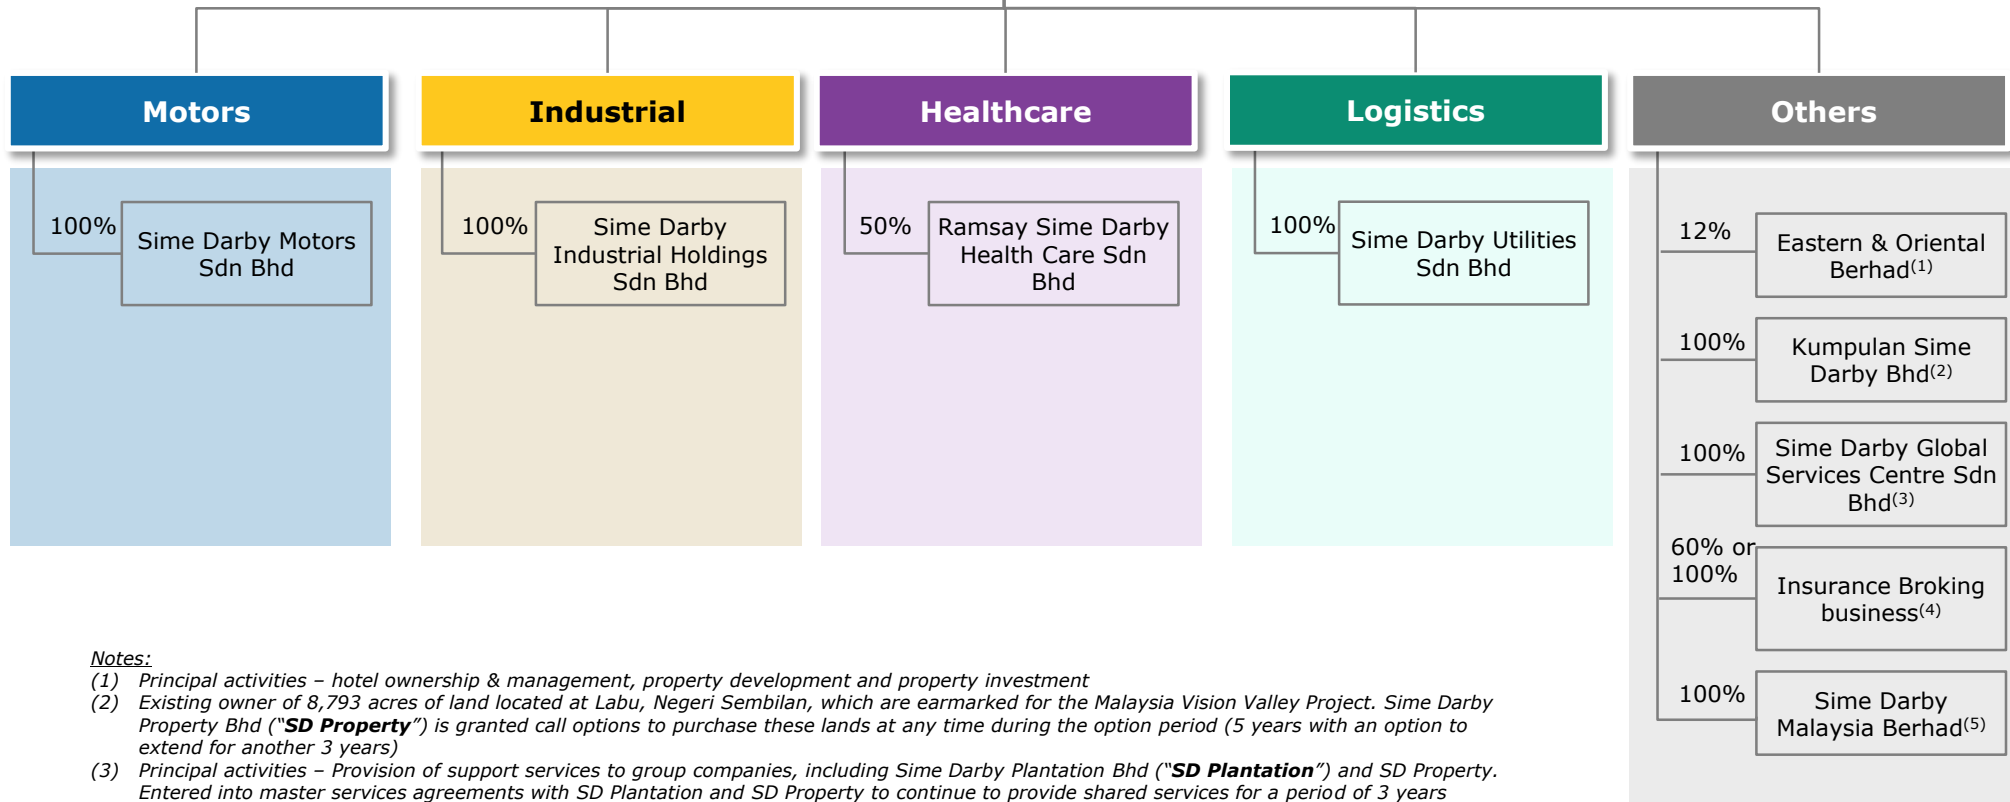 Motors
Industrial
Healthcare
Logistics
Others
100%
Sime Darby Motors
Sdn Bhd
100%
Sime Darby
Industrial Holdings
Sdn Bhd
50%
Ramsay Sime Darby
Health Care Sdn
Bhd
100%
Sime Darby Utilities
Sdn Bhd
12%
Eastern & Oriental
Berhad(1)
100%
Kumpulan Sime
Darby Bhd(2)
100%
Sime Darby Global
Services Centre Sdn
Bhd(3)
60% or
100%
Insurance Broking
business(4)
100%
Sime Darby
Malaysia Berhad(5)
Notes:
(1) Principal activities – hotel ownership & management, property development and property investment
(2) Existing owner of 8,793 acres of land located at Labu, Negeri Sembilan, which are earmarked for the Malaysia Vision Valley Project. Sime Darby
Property Bhd (“SD Property”) is granted call options to purchase these lands at any time during the option period (5 years with an option to
extend for another 3 years)
(3) Principal activities – Provision of support services to group companies, including Sime Darby Plantation Bhd (“SD Plantation”) and SD Property.
Entered into master services agreements with SD Plantation and SD Property to continue to provide shared services for a period of 3 years